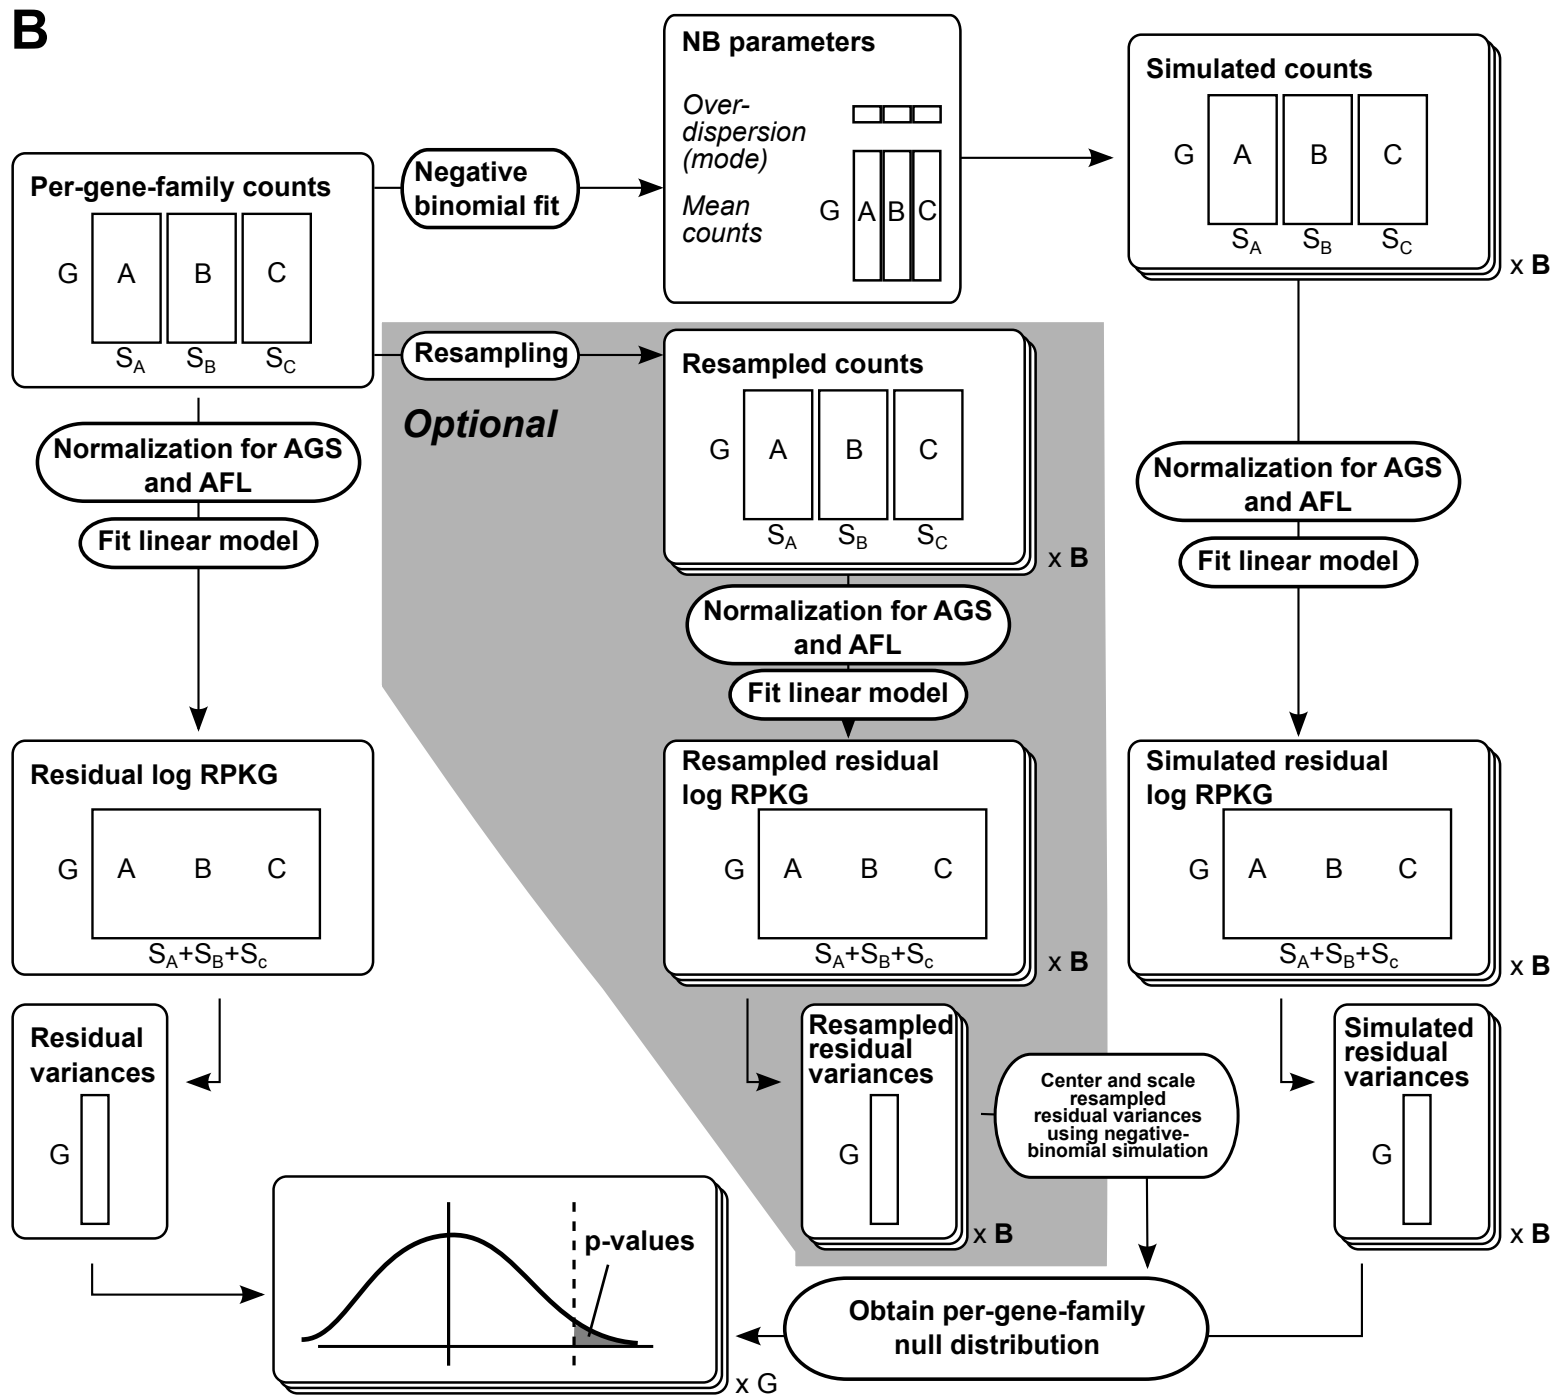 B
NB parameters
Over-
dispersion
(mode)
Mean
counts
G A B C
Simulated counts
G A B C
SA SB SC
x B
Per-gene-family counts
G A B C
SA SB SC
Negative
binomial fit
Resampling
Optional
Resampled counts
G A B C
SA SB SC
x B
Normalization for AGS
and AFL
Fit linear model
Normalization for AGS
and AFL
Fit linear model
Normalization for AGS
and AFL
Fit linear model
Residual log RPKG
G A B C
SA+SB+Sc
Resampled residual
log RPKG
G A B C
SA+SB+Sc
x B
Simulated residual
log RPKG
G A B C
SA+SB+Sc
x B
Residual
variances
G
Resampled
residual
variances
G
x B
Center and scale
resampled
residual variances
using negative-
binomial simulation
Simulated
residual
variances
G
x B
p-values
x G
Obtain per-gene-family
null distribution